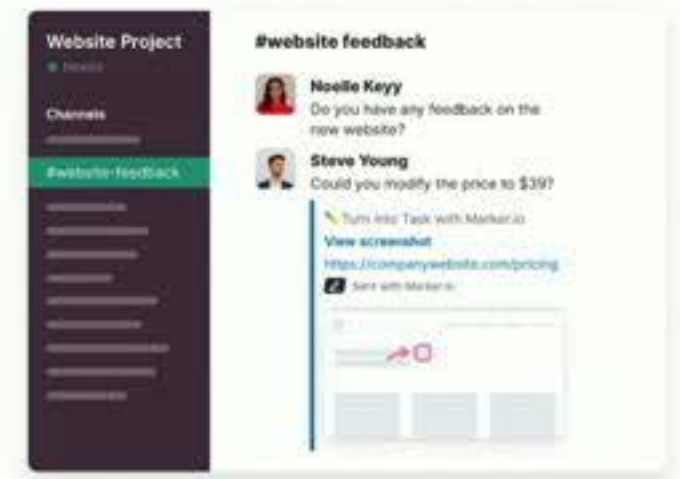 Website Project
Noelle
Channels
#website-feedback
#website feedback
Noelle Keyy
Do you have any feedback on the
new website?
Steve Young
Could you modify the price to $39?
Turn into Task with Marker.io
View screenshot
https://companywebsite.com/pricing
Sent with Marker.io